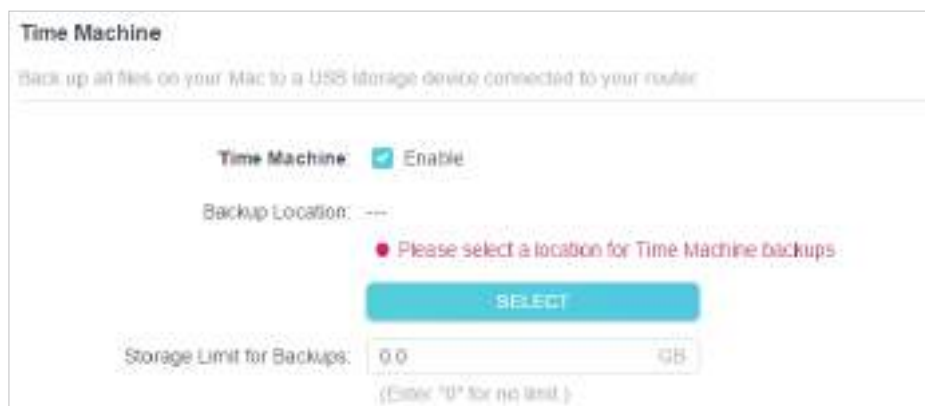 Time Machine
Back up all files on your Mac to a USB storage device connected to your router
Time Machine: Enable
Backup Location: ---
Please select a location for Time Machine backups
SELECT
Storage Limit for Backups: 0.0 GB
(Enter "0" for no limit.)